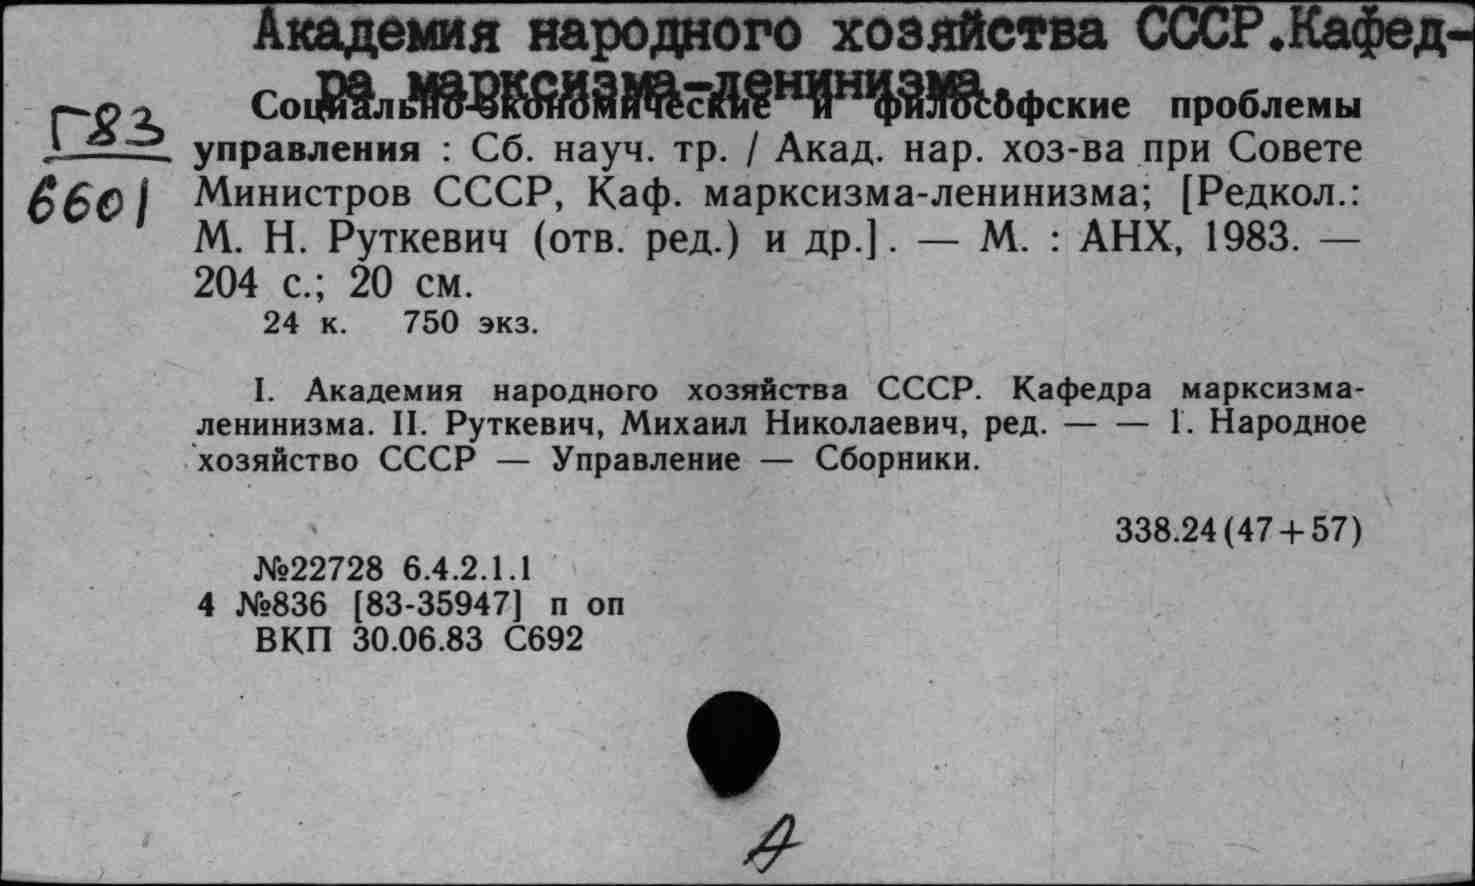 Академия народного хозяйства СССР.Кафед-
ра марксизма-ленинизма.
Социально-экономические и философские проблемы
Г83
управления : Сб. науч. тр. / Акад. нар. хоз-ва при Совете
6601
Министров СССР, Каф. марксизма-ленинизма; [Редкол.:
М. Н. Руткевич (отв. ред.) и др.]. — М. : АНХ, 1983. —
204 с.; 20 см.
24 к. 750 экз.
I. Академия народного хозяйства СССР. Кафедра марксизма-
ленинизма. II. Руткевич, Михаил Николаевич, ред. — — 1. Народное
хозяйство СССР — Управление — Сборники.
338.24(47+57)
№22728 6.4.2.1.1
4 №836 [83-35947] п оп
ВКП 30.06.83 С692
А